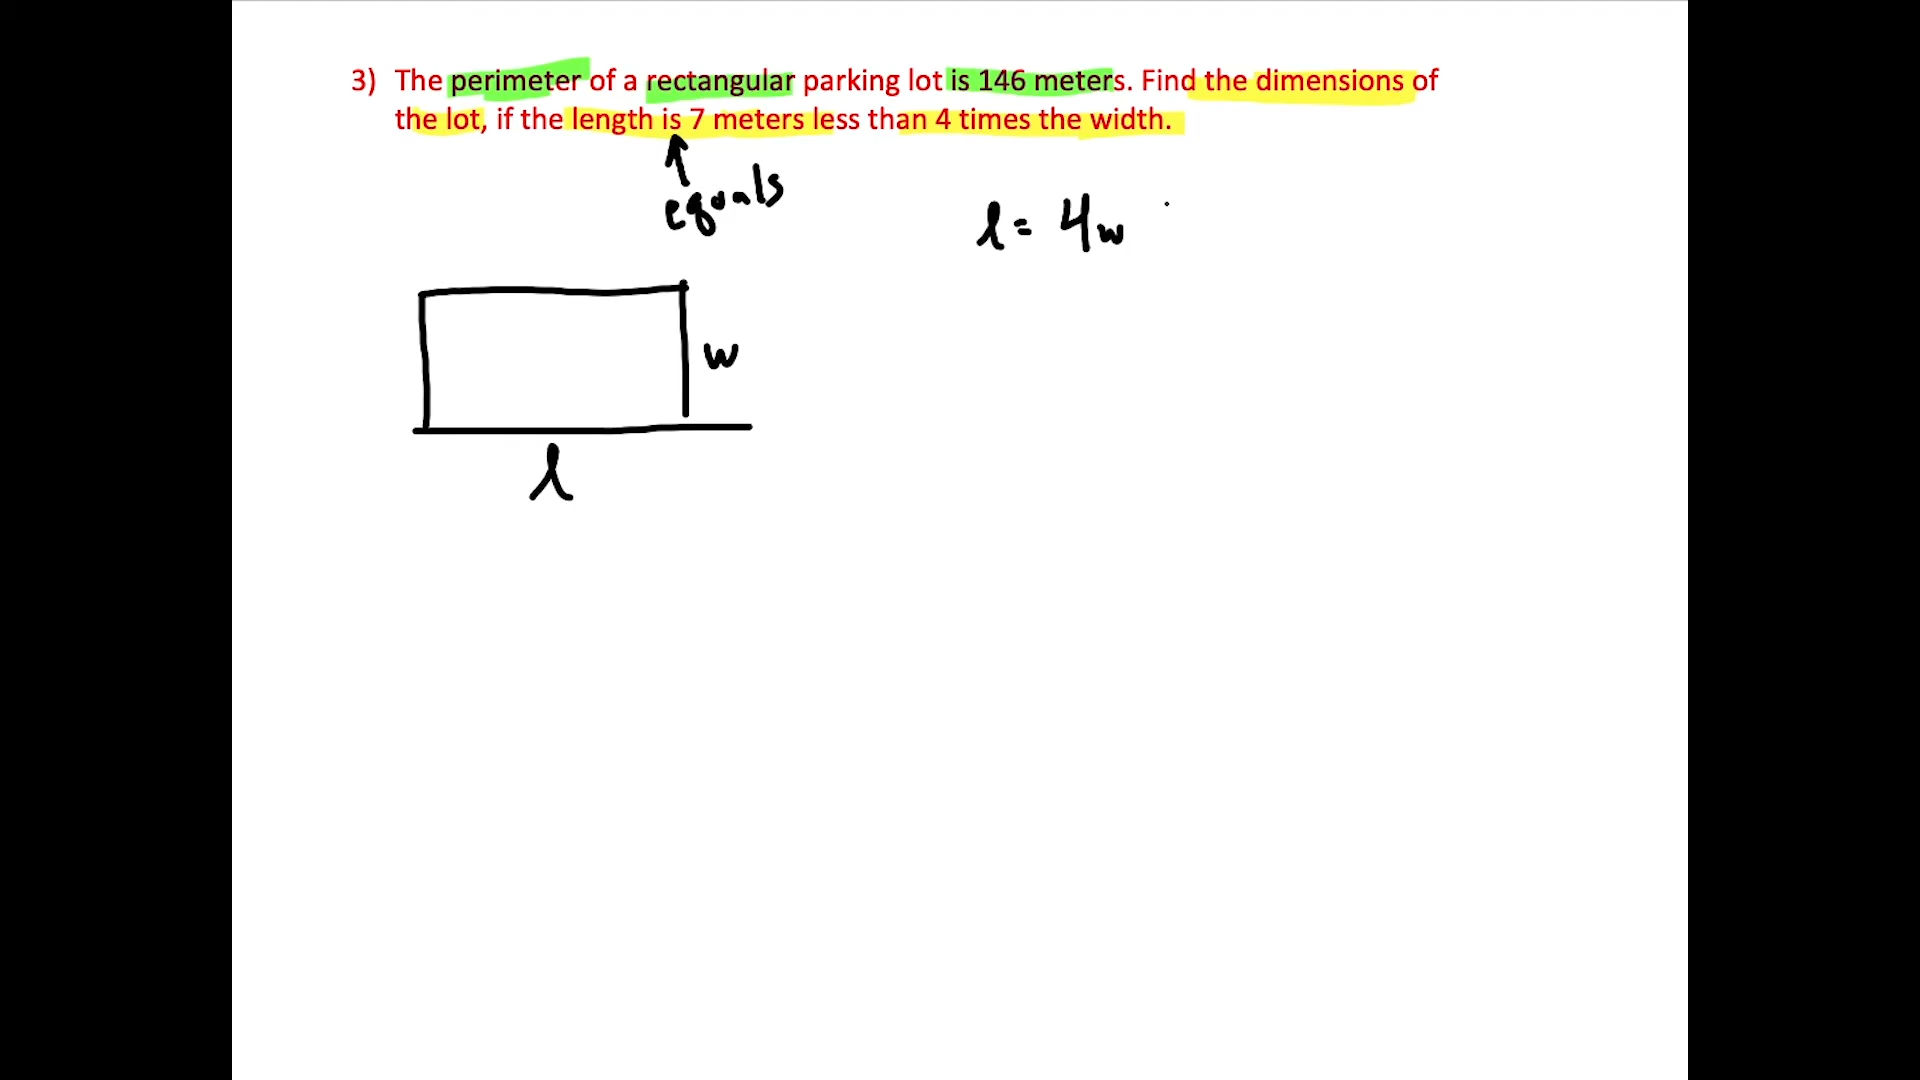 3) The perimeter of a rectangular parking lot is 146 meters. Find the dimensions of
the lot, if the length is 7 meters less than 4 times the width.
equals
l = 4w
w
l